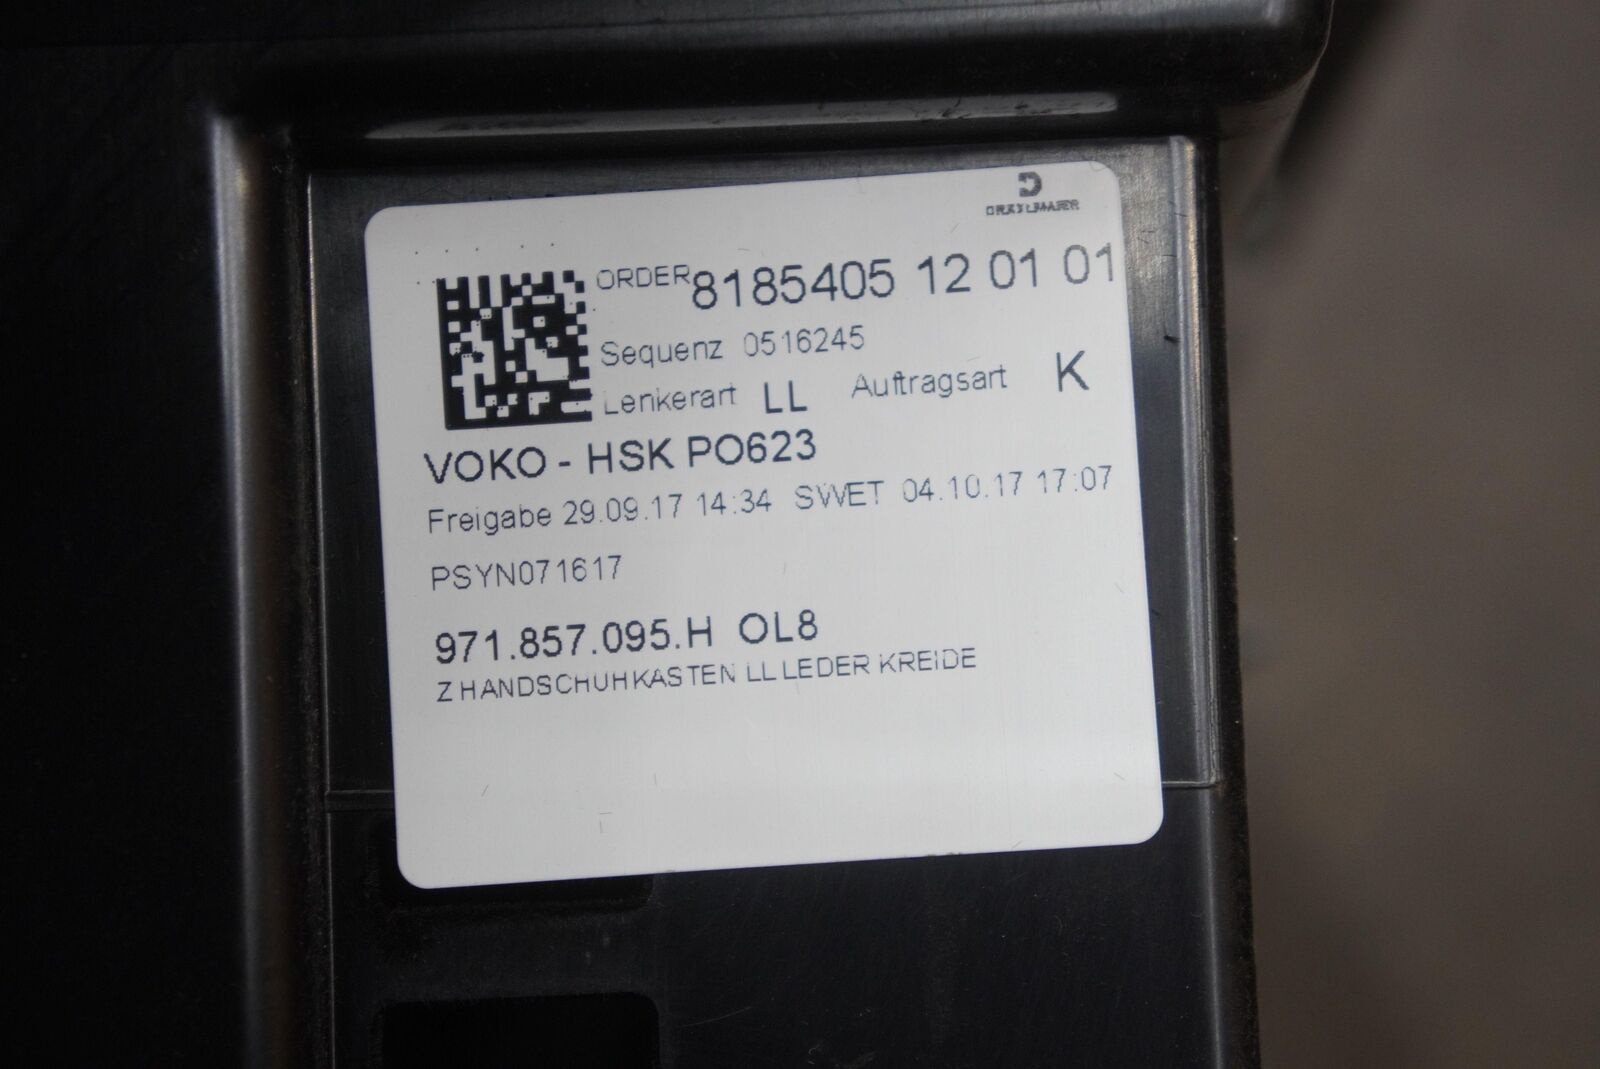 DRÄXLMAIER
ORDER 8185405 12 01 01
Sequenz 0516245
Lenkerart LL Auftragsart K
VOKO - HSK PO623
Freigabe 29.09.17 14:34 SWET 04.10.17 17:07
PSYN071617
971.857.095.H OL8
Z HANDSCHUHKASTEN LL LEDER KREIDE